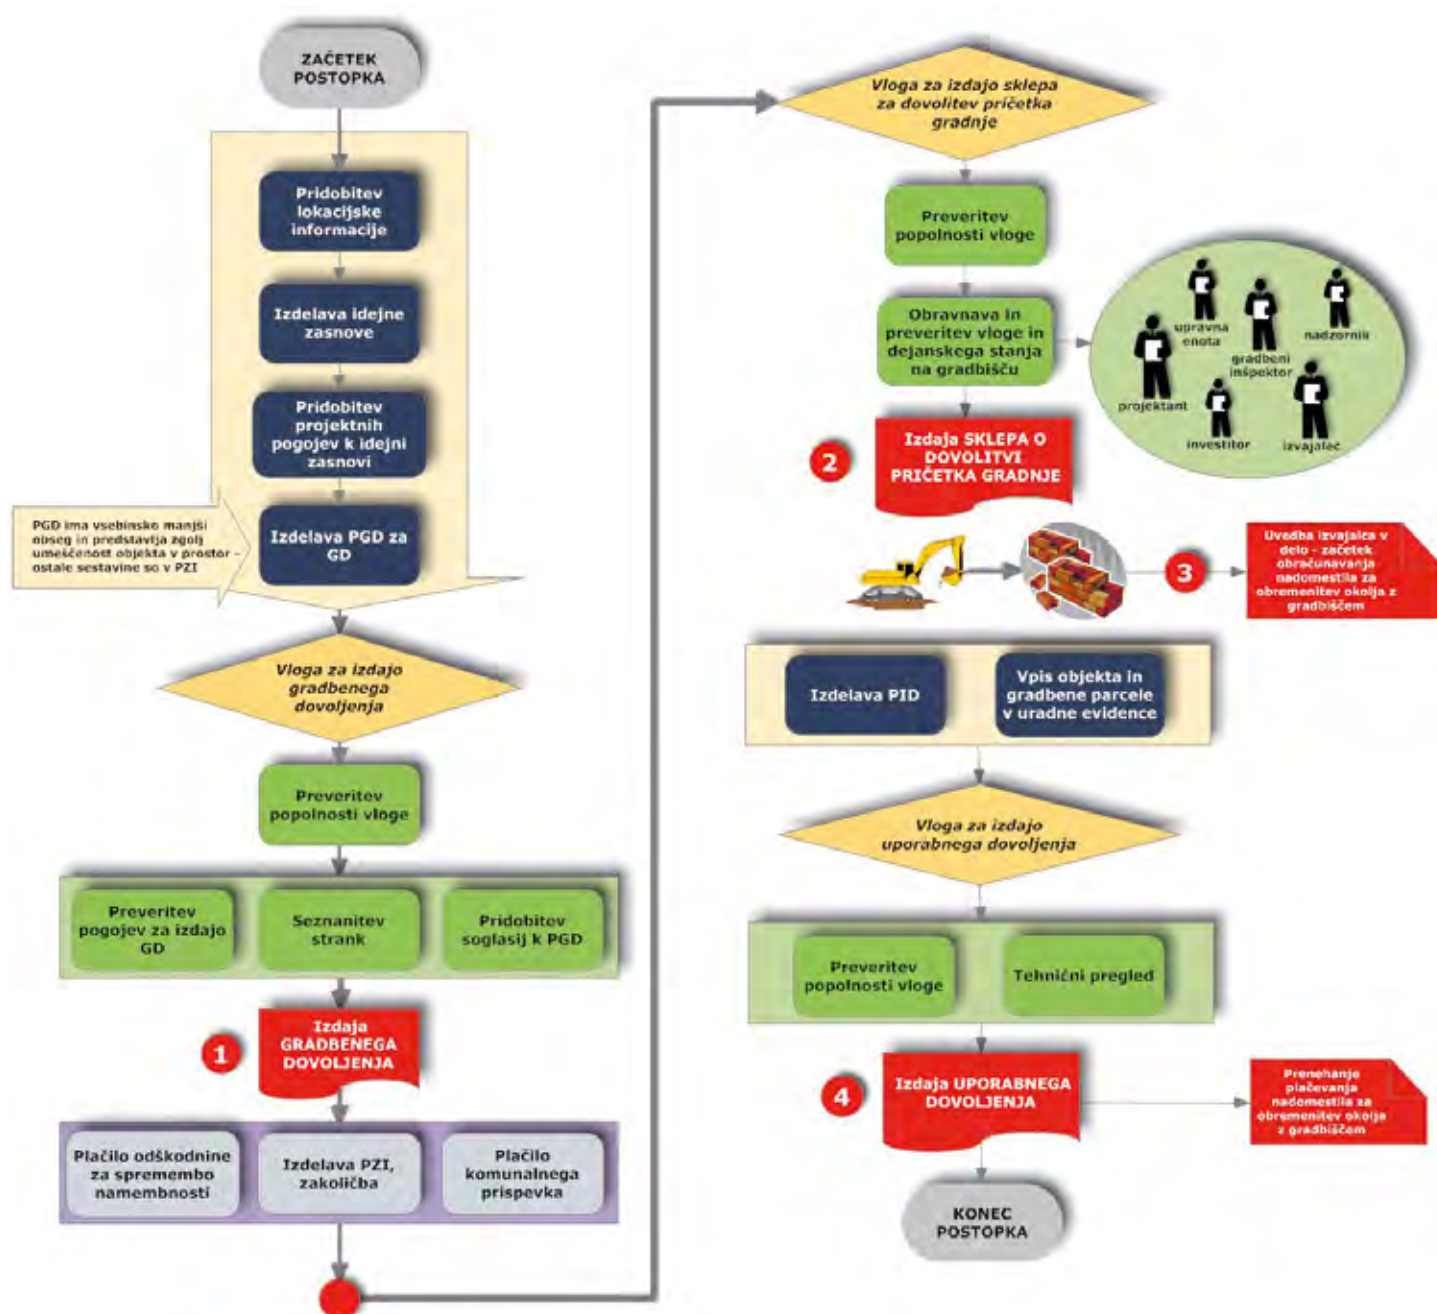 ZAČETEK
POSTOPKA
Pridobitev
lokacijske
informacije
Izdelava idejne
zasnove
Pridobitev
projektnih
pogojev k idejni
zasnovi
PGD ima vsebinsko manjši
obseg in predstavlja zgolj
umeščenost objekta v prostor -
ostale sestavine so v PZI
Izdelava PGD za
GD
Vloga za izdajo
gradbenega
dovoljenja
Preveritev
popolnosti vloge
Preveritev
pogojev za izdajo
GD
Seznanitev
strank
Pridobitev
soglasij k PGD
1
Izdaja
GRADBENEGA
DOVOLJENJA
Plačilo odškodnine
za spremembo
namembnosti
Izdelava PZI,
zakoličba
Plačilo
komunalnega
prispevka
Vloga za izdajo sklepa
za dovolitev pričetka
gradnje
Preveritev
popolnosti vloge
Obravnava in
preveritev vloge in
dejanskega stanja
na gradbišču
upravna
enota
nadzornik
gradbeni
inšpektor
projektant
investitor
izvajalec
2
Izdaja SKLEPA O
DOVOLITVI
PRIČETKA GRADNJE
3
Uvedba izvajalca v
delo - začetek
obračunavanja
nadomestila za
obremenitev okolja z
gradbiščem
Izdelava PID
Vpis objekta in
gradbene parcele
v uradne evidence
Vloga za izdajo
uporabnega dovoljenja
Preveritev
popolnosti vloge
Tehnični pregled
4
Izdaja UPORABNEGA
DOVOLJENJA
Prenehanje
plačevanja
nadomestila za
obremenitev okolja
z gradbiščem
KONEC
POSTOPKA